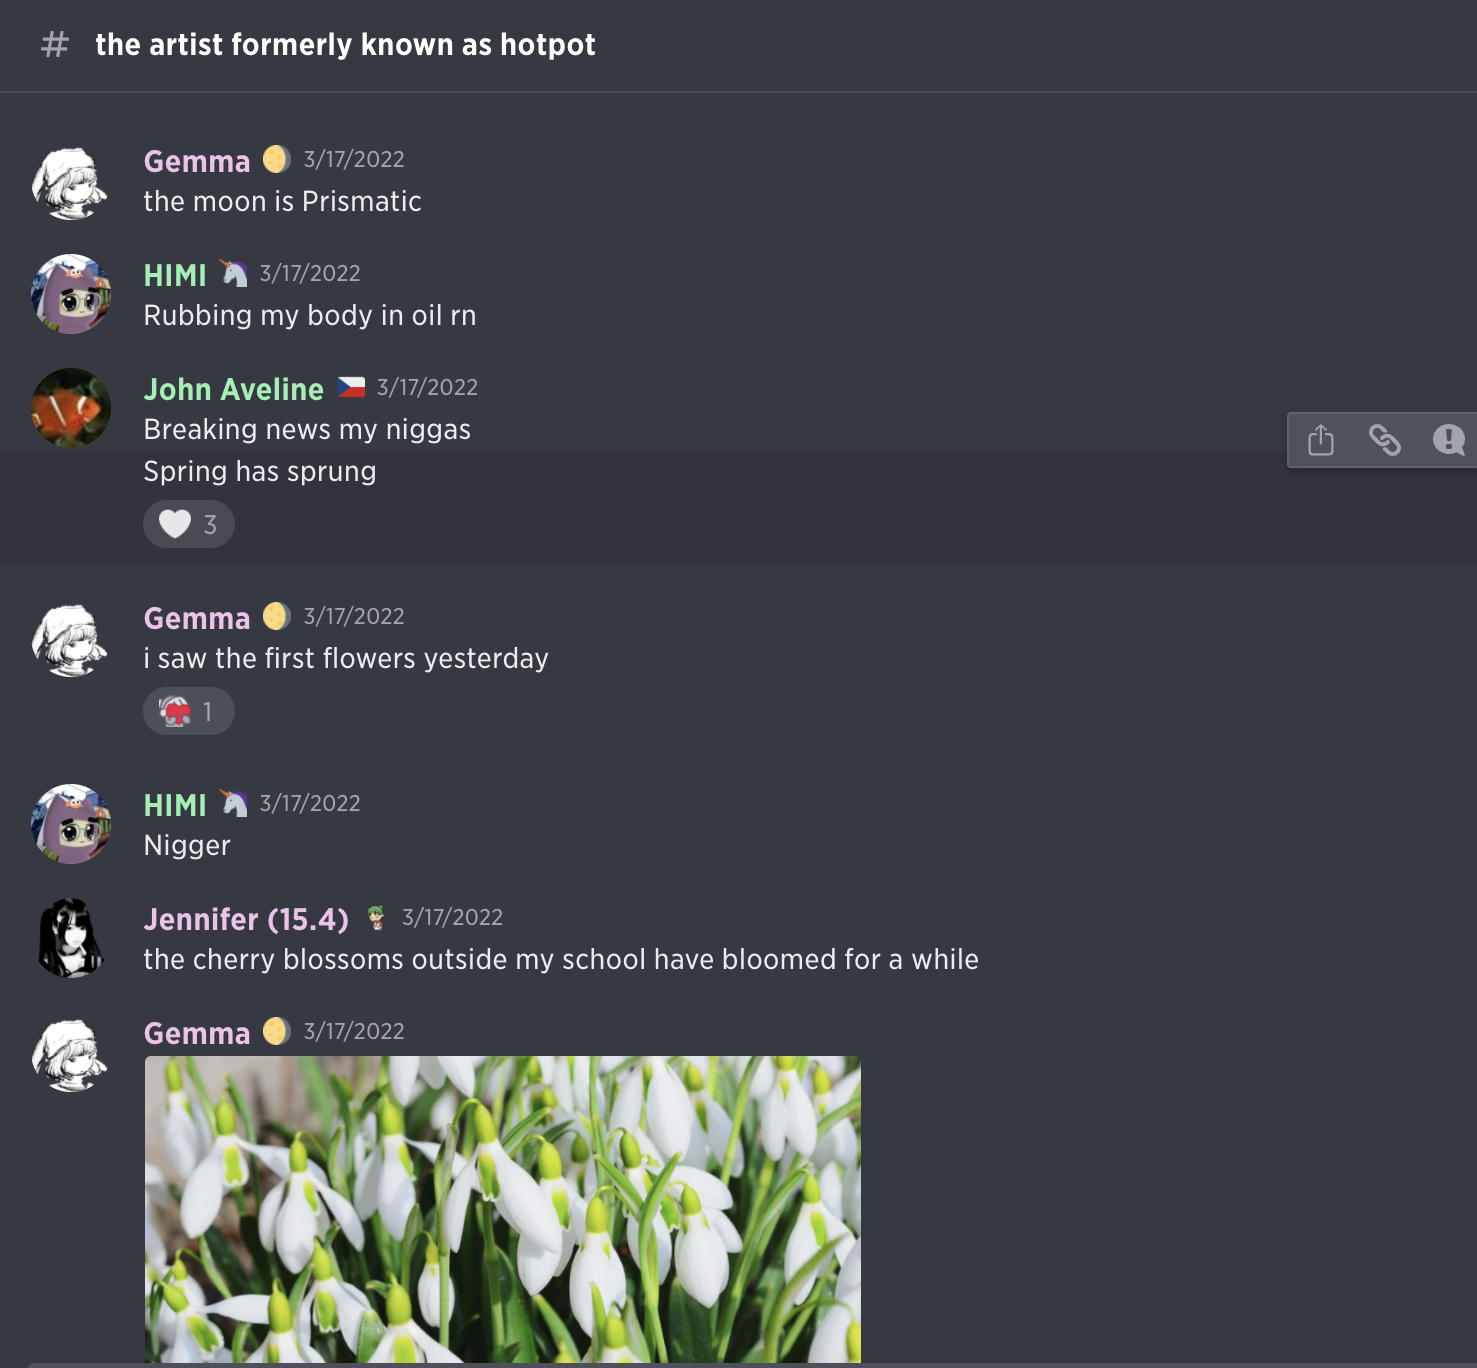 # the artist formerly known as hotpot
Gemma 🌖 3/17/2022
the moon is Prismatic
HIMI 🦄 3/17/2022
Rubbing my body in oil rn
John Aveline 🇨🇿 3/17/2022
Breaking news my niggas
Spring has sprung
🤍 3
Gemma 🌖 3/17/2022
i saw the first flowers yesterday
1
HIMI 🦄 3/17/2022
Nigger
Jennifer (15.4) 3/17/2022
the cherry blossoms outside my school have bloomed for a while
Gemma 🌖 3/17/2022